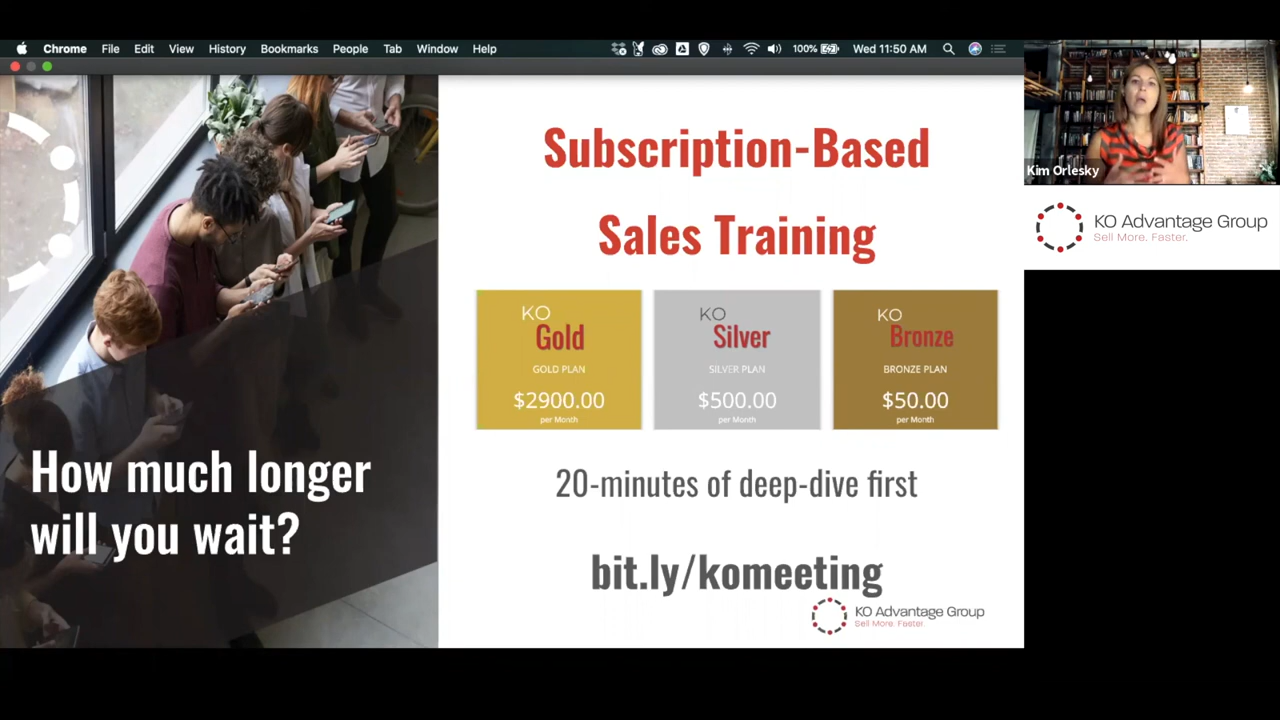 Chrome File Edit View History Bookmarks People Tab Window Help 100% Wed 11:50 AM
How much longer
will you wait?
Subscription-Based
Sales Training
KO
Gold
GOLD PLAN
$2900.00
per Month
KO
Silver
SILVER PLAN
$500.00
per Month
KO
Bronze
BRONZE PLAN
$50.00
per Month
20-minutes of deep-dive first
bit.ly/komeeting
KO Advantage Group
Sell More. Faster.
Kim Orlesky
KO Advantage Group
Sell More. Faster.